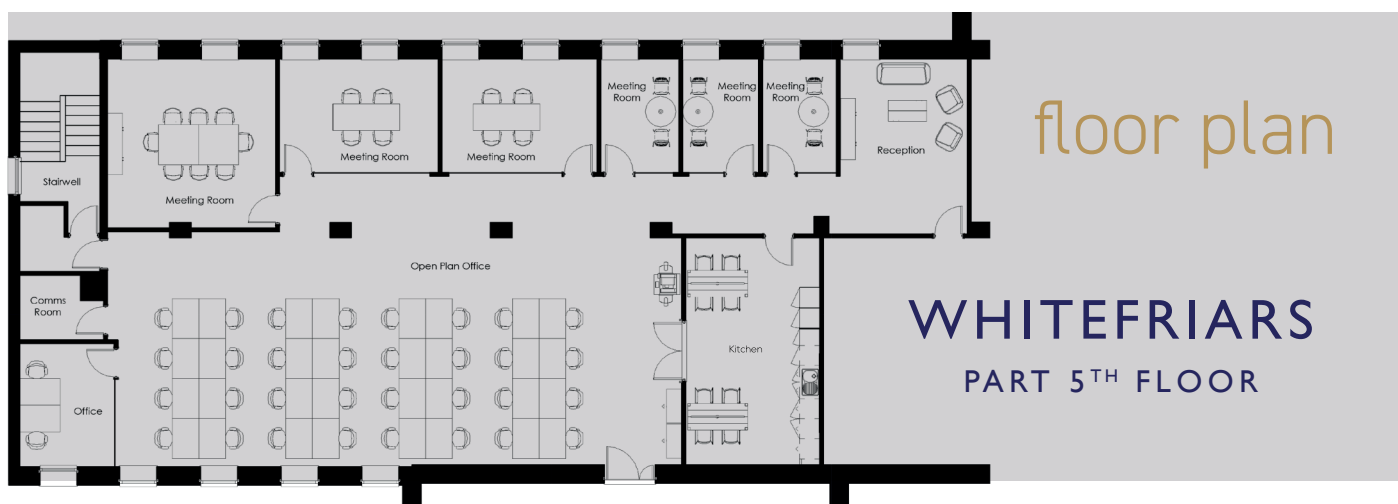 floor plan
WHITEFRIARS
PART 5TH FLOOR
Meeting
Room
Meeting
Room
Meeting
Room
Meeting Room
Meeting Room
Reception
Stairwell
Meeting Room
Open Plan Office
Comms
Room
Kitchen
Office